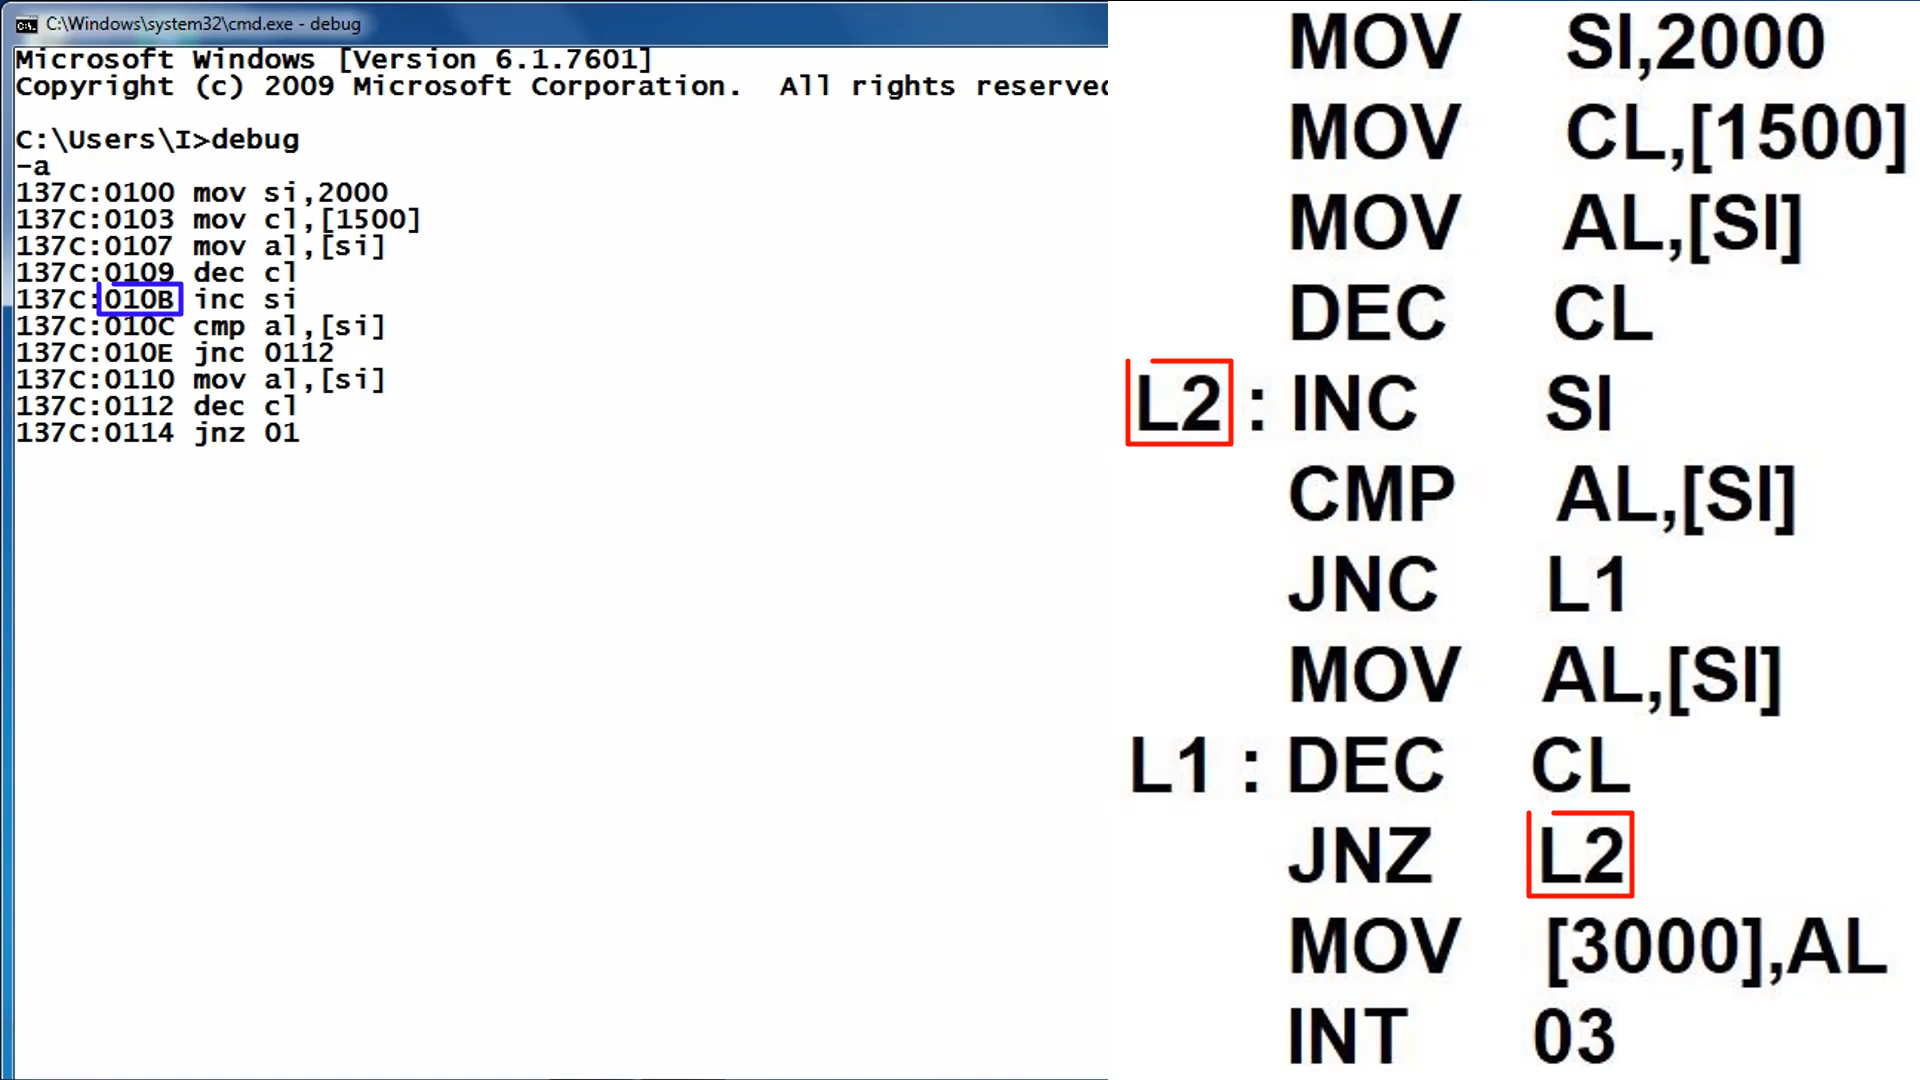 C:\Windows\system32\cmd.exe - debug
Microsoft Windows [Version 6.1.7601]
Copyright (c) 2009 Microsoft Corporation.  All rights reserved
C:\Users\I>debug
-a
137C:0100 mov si,2000
137C:0103 mov cl,[1500]
137C:0107 mov al,[si]
137C:0109 dec cl
137C:010B inc si
137C:010C cmp al,[si]
137C:010E jnc 0112
137C:0110 mov al,[si]
137C:0112 dec cl
137C:0114 jnz 01
MOV SI,2000
MOV CL,[1500]
MOV AL,[SI]
DEC CL
L2 : INC SI
CMP AL,[SI]
JNC L1
MOV AL,[SI]
L1 : DEC CL
JNZ L2
MOV [3000],AL
INT 03